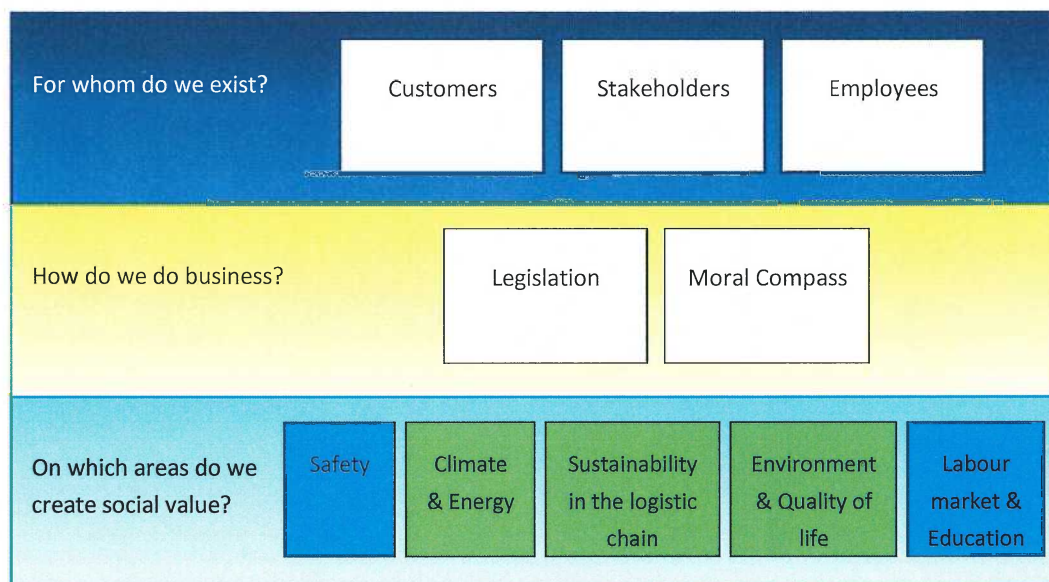 For whom do we exist?
Customers
Stakeholders
Employees
How do we do business?
Legislation
Moral Compass
On which areas do we
create social value?
Safety
Climate
& Energy
Sustainability
in the logistic
chain
Environment
& Quality of
life
Labour
market &
Education